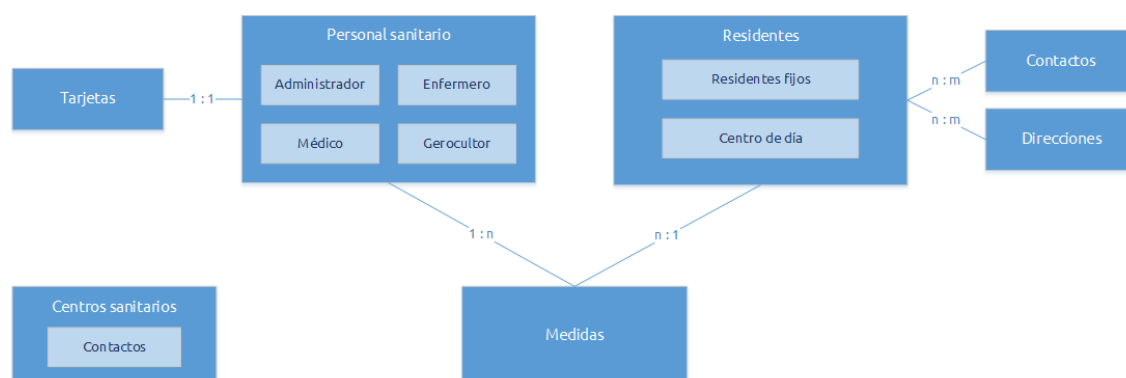 Personal sanitario
Administrador
Enfermero
Médico
Gerocultor
Tarjetas
1 : 1
Residentes
Residentes fijos
Centro de día
Contactos
n : m
n : m
Direcciones
1 : n
n : 1
Centros sanitarios
Contactos
Medidas